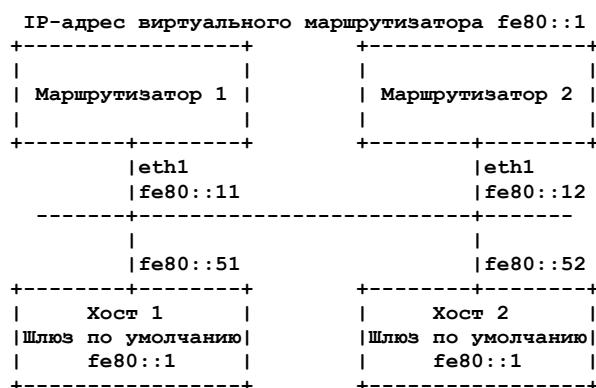 IP-адрес виртуального маршрутизатора fe80::1
Маршрутизатор 1 Маршрутизатор 2
eth1 eth1
fe80::11 fe80::12
fe80::51 fe80::52
Хост 1 Хост 2
Шлюз по умолчанию Шлюз по умолчанию
fe80::1 fe80::1